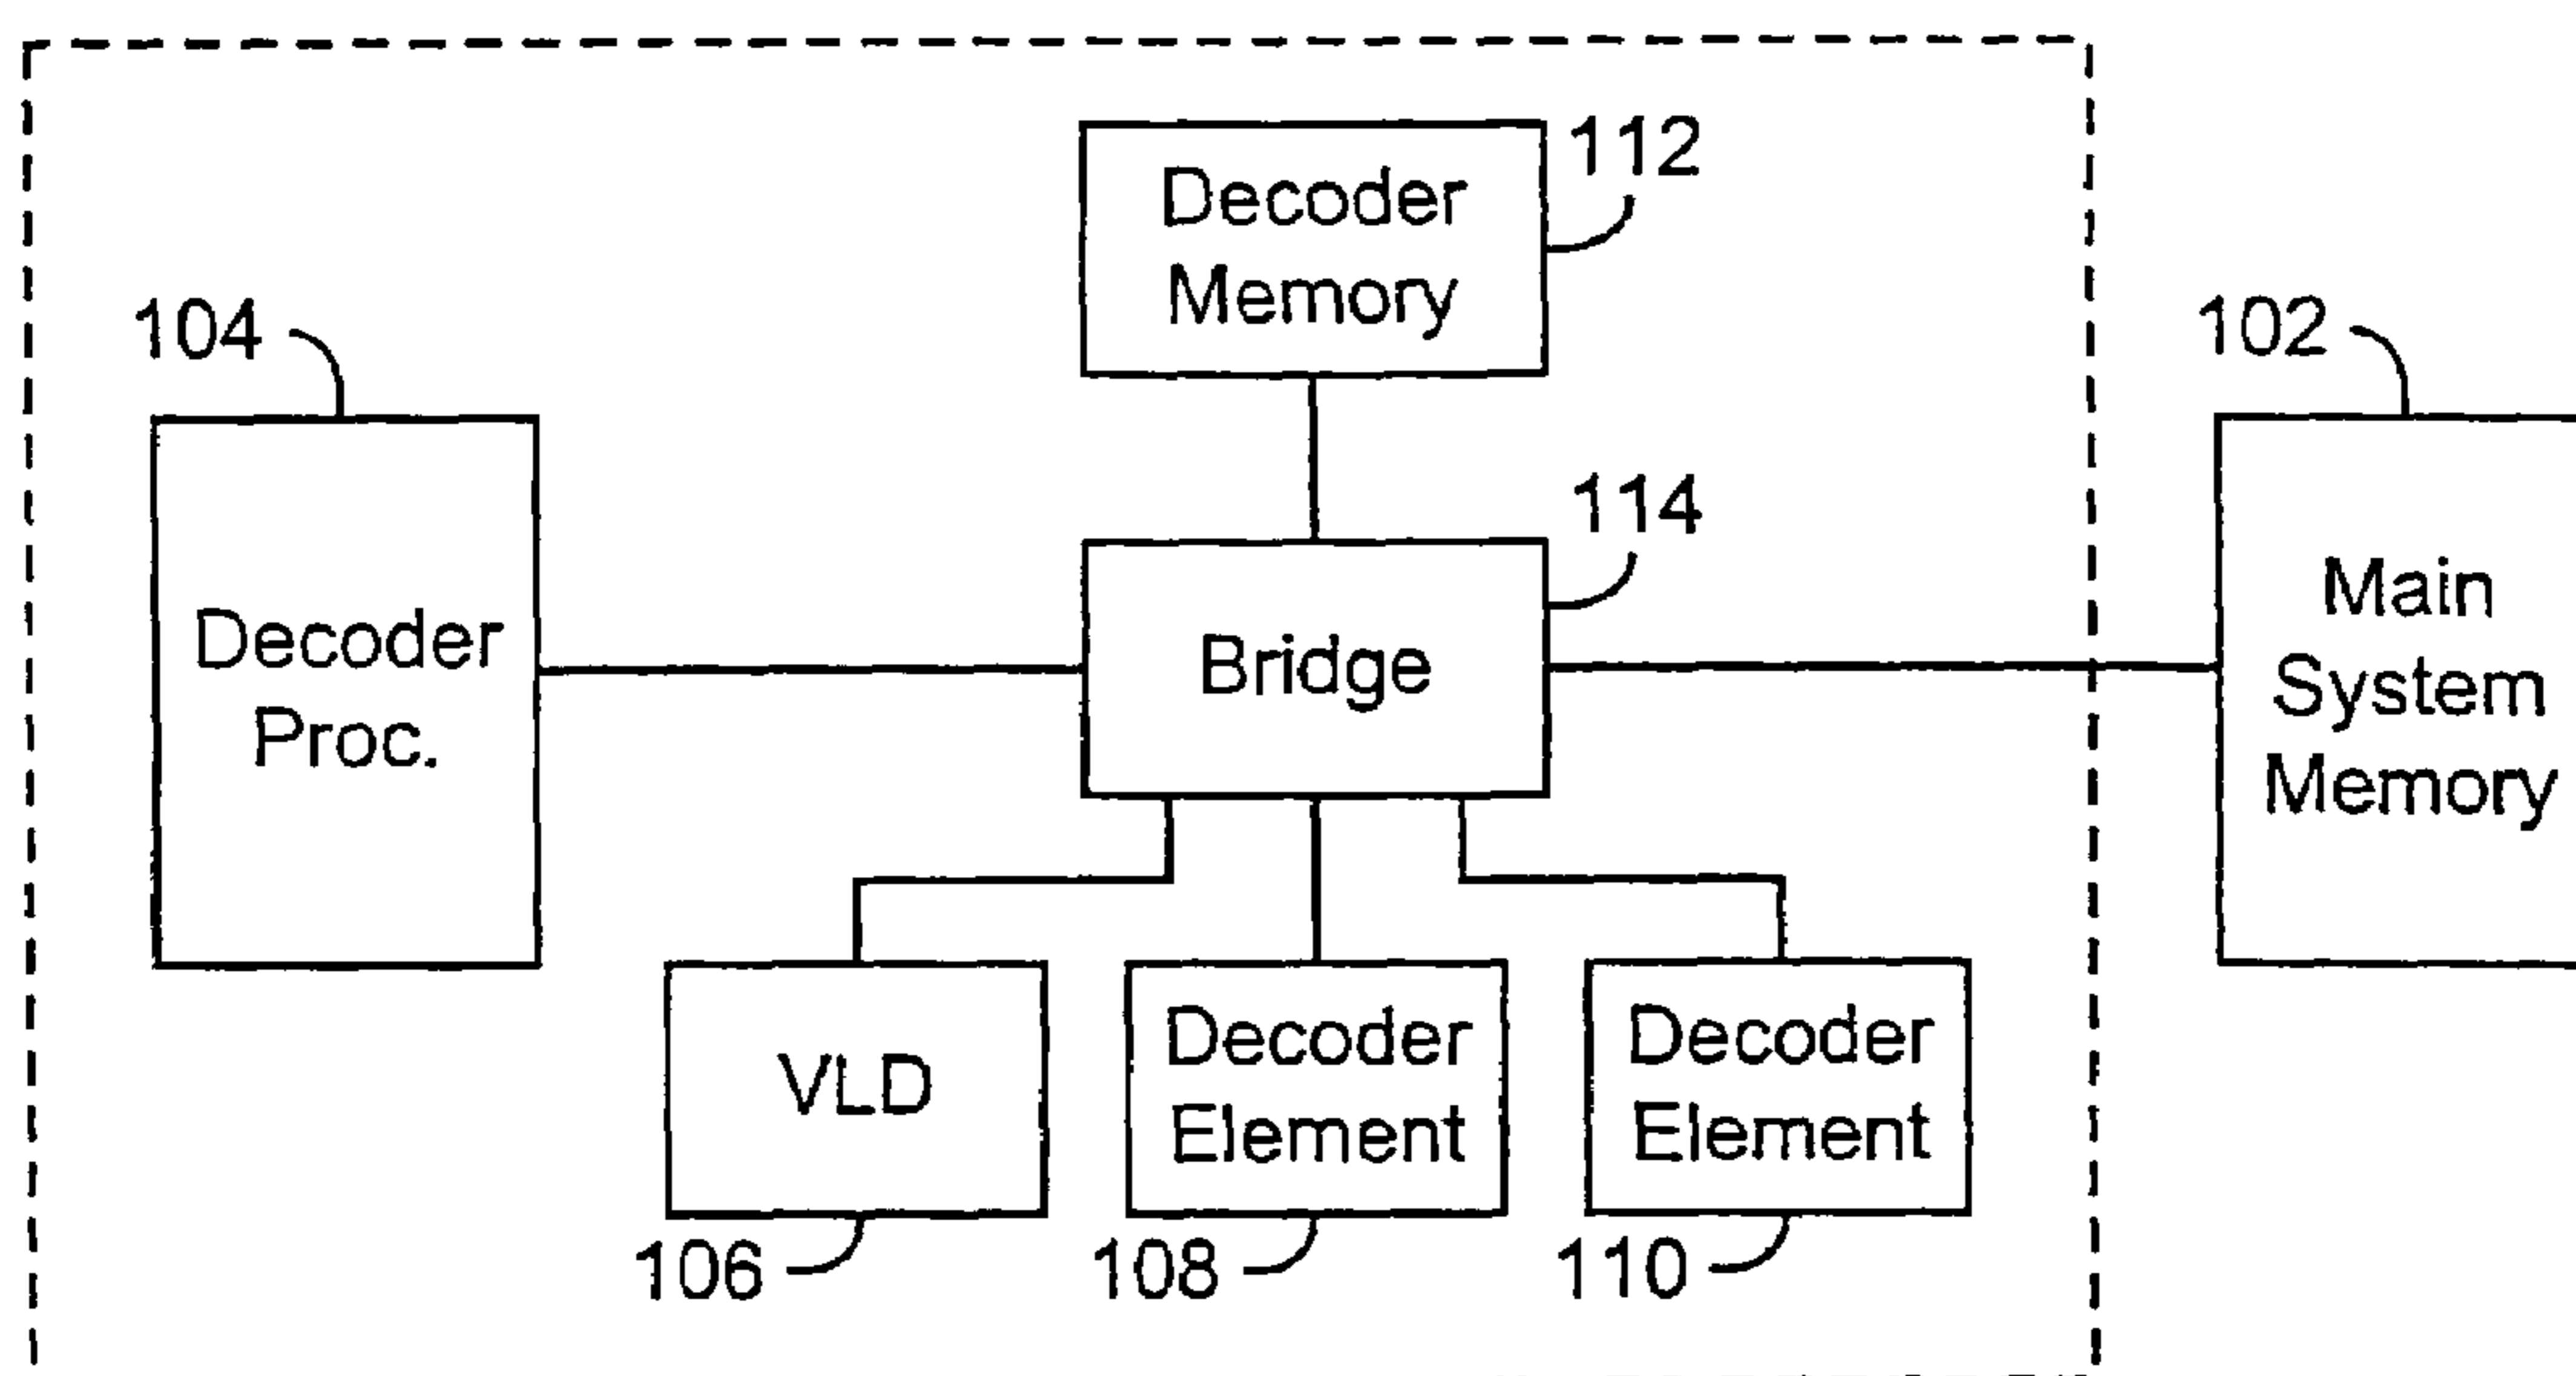 112
Decoder
Memory
104
102
114
Decoder
Proc.
Bridge
Main
System
Memory
VLD
Decoder
Element
Decoder
Element
106
108
110